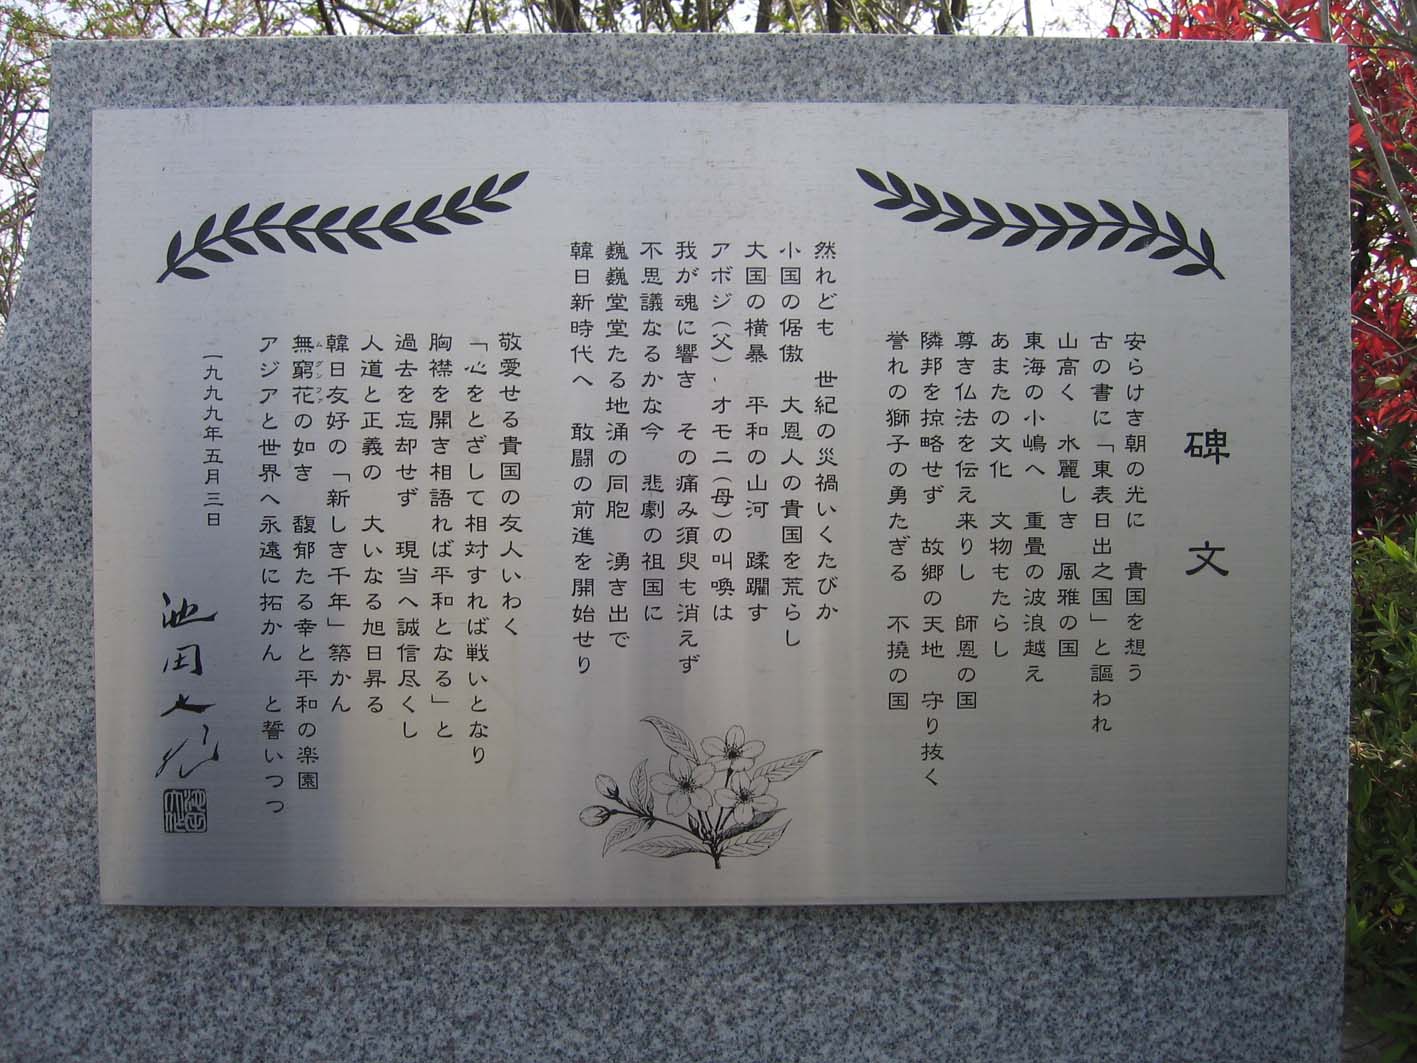 碑文
安らけき朝の光に　貴国を想う
古の書に「東表日出之国」と謳われ
山高く　水麗しき　風雅の国
東海の小嶋へ　重畳の波浪越え
あまたの文化　文物もたらし
尊き仏法を伝え来りし　師恩の国
隣邦を掠略せず　故郷の天地　守り抜く
誉れの獅子の勇たぎる　不撓の国
然れども　世紀の災禍いくたびか
小国の倨傲　大恩人の貴国を荒らし
大国の横暴　平和の山河　蹂躙す
アボジ(父)、オモニ(母)の叫喚は
我が魂に響き　その痛み須臾も消えず
不思議なるかな今　悲劇の祖国に
巍巍堂堂たる地涌の同胞　湧き出で
韓日新時代へ　敢闘の前進を開始せり
敬愛せる貴国の友人いわく
「心をとざして相対すれば戦いとなり
胸襟を開き相語れば平和となる」と
過去を忘却せず　現当へ誠信尽くし
人道と正義の　大いなる旭日昇る
韓日友好の「新しき千年」築かん
無窮花の如き　馥郁たる幸と平和の楽園
ムグンファ
アジアと世界へ永遠に拓かん　と誓いつつ
一九九九年五月三日
池田大作